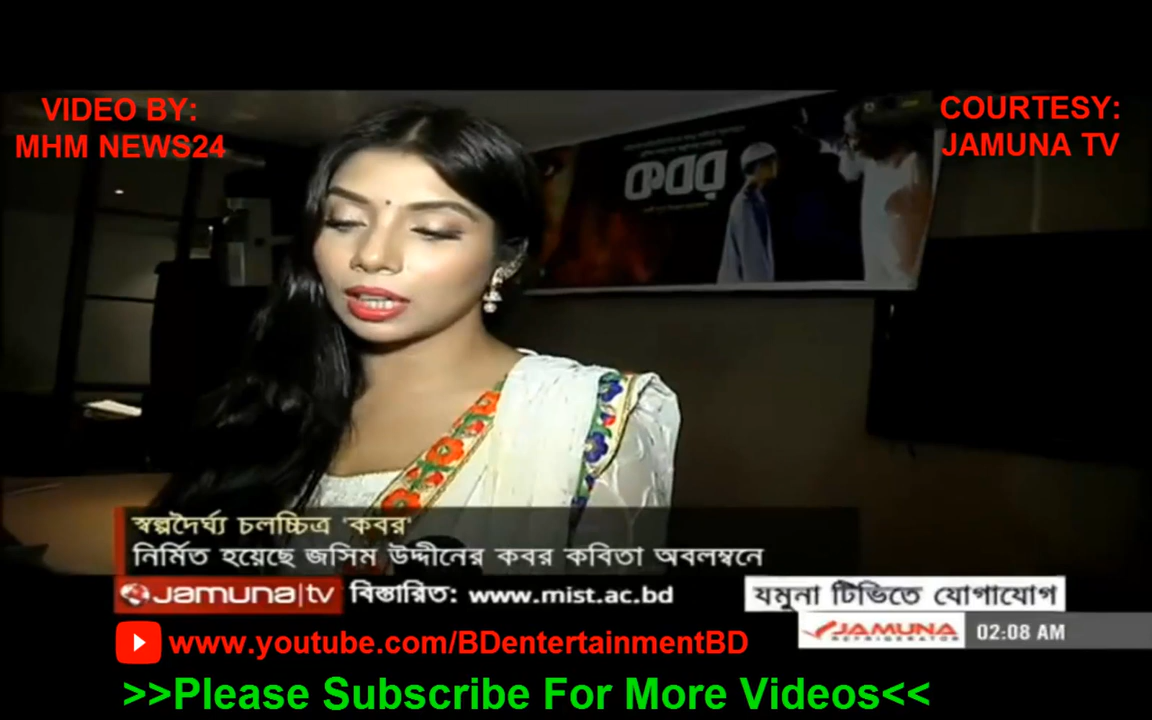 VIDEO BY:
MHM NEWS24
COURTESY:
JAMUNA TV
কবর
স্বল্পদৈর্ঘ্য চলচ্চিত্র 'কবর'
নির্মিত হয়েছে জসিম উদ্দীনের কবর কবিতা অবলম্বনে
Jamuna|tv
বিস্তারিত: www.mist.ac.bd
যমুনা টিভিতে যোগাযোগ
JAMUNA
REFRIGERATOR
02:08 AM
www.youtube.com/BDentertainmentBD
>>Please Subscribe For More Videos<<